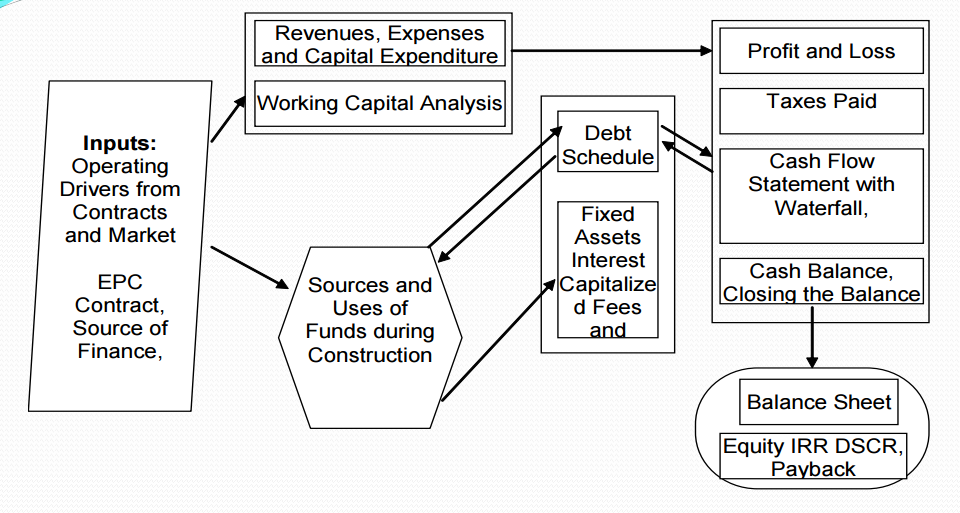 Inputs:
Operating
Drivers from
Contracts
and Market
EPC
Contract,
Source of
Finance,
Revenues, Expenses
and Capital Expenditure
Working Capital Analysis
Sources and
Uses of
Funds during
Construction
Debt
Schedule
Fixed
Assets
Interest
Capitalize
d Fees
and
Profit and Loss
Taxes Paid
Cash Flow
Statement with
Waterfall,
Cash Balance,
Closing the Balance
Balance Sheet
Equity IRR DSCR,
Payback